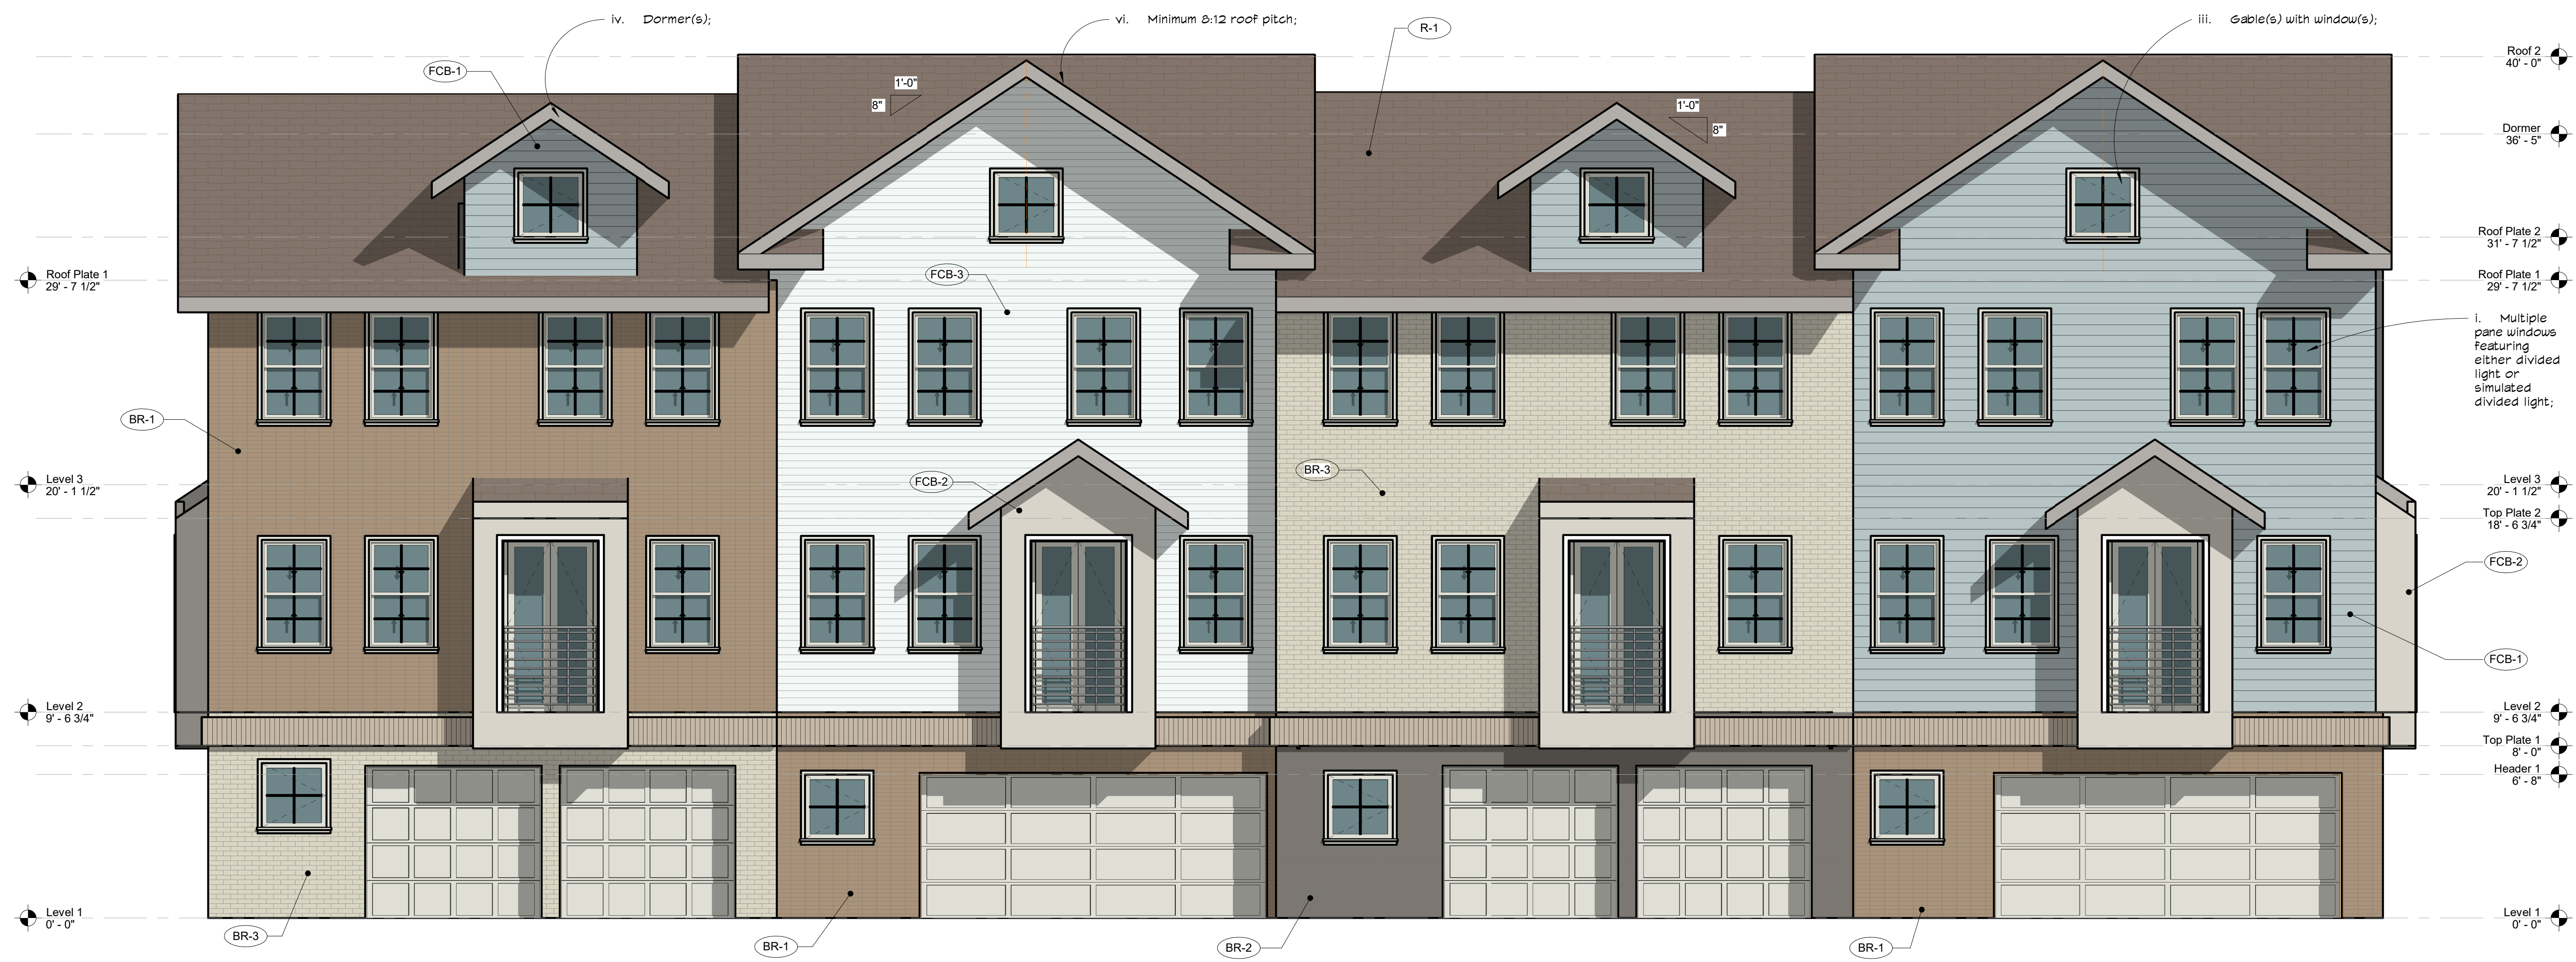 iv. Dormer(s);
vi. Minimum 8:12 roof pitch;
R-1
iii. Gable(s) with window(s);
Roof 2
40' - 0"
FCB-1
1'-0"
8"
1'-0"
8"
Dormer
36' - 5"
Roof Plate 2
31' - 7 1/2"
Roof Plate 1
29' - 7 1/2"
FCB-3
Roof Plate 1
29' - 7 1/2"
i. Multiple
pane windows
featuring
either divided
light or
simulated
divided light;
BR-1
BR-3
Level 3
20' - 1 1/2"
FCB-2
Level 3
20' - 1 1/2"
Top Plate 2
18' - 6 3/4"
FCB-2
FCB-1
Level 2
9' - 6 3/4"
Level 2
9' - 6 3/4"
Top Plate 1
8' - 0"
Header 1
6' - 8"
Level 1
0' - 0"
Level 1
0' - 0"
BR-3
BR-1
BR-2
BR-1